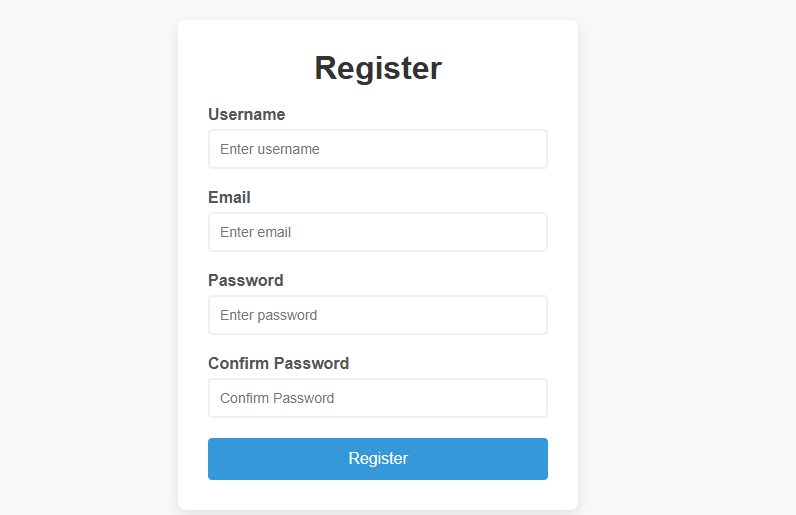 Register
Username
Enter username
Email
Enter email
Password
Enter password
Confirm Password
Confirm Password
Register